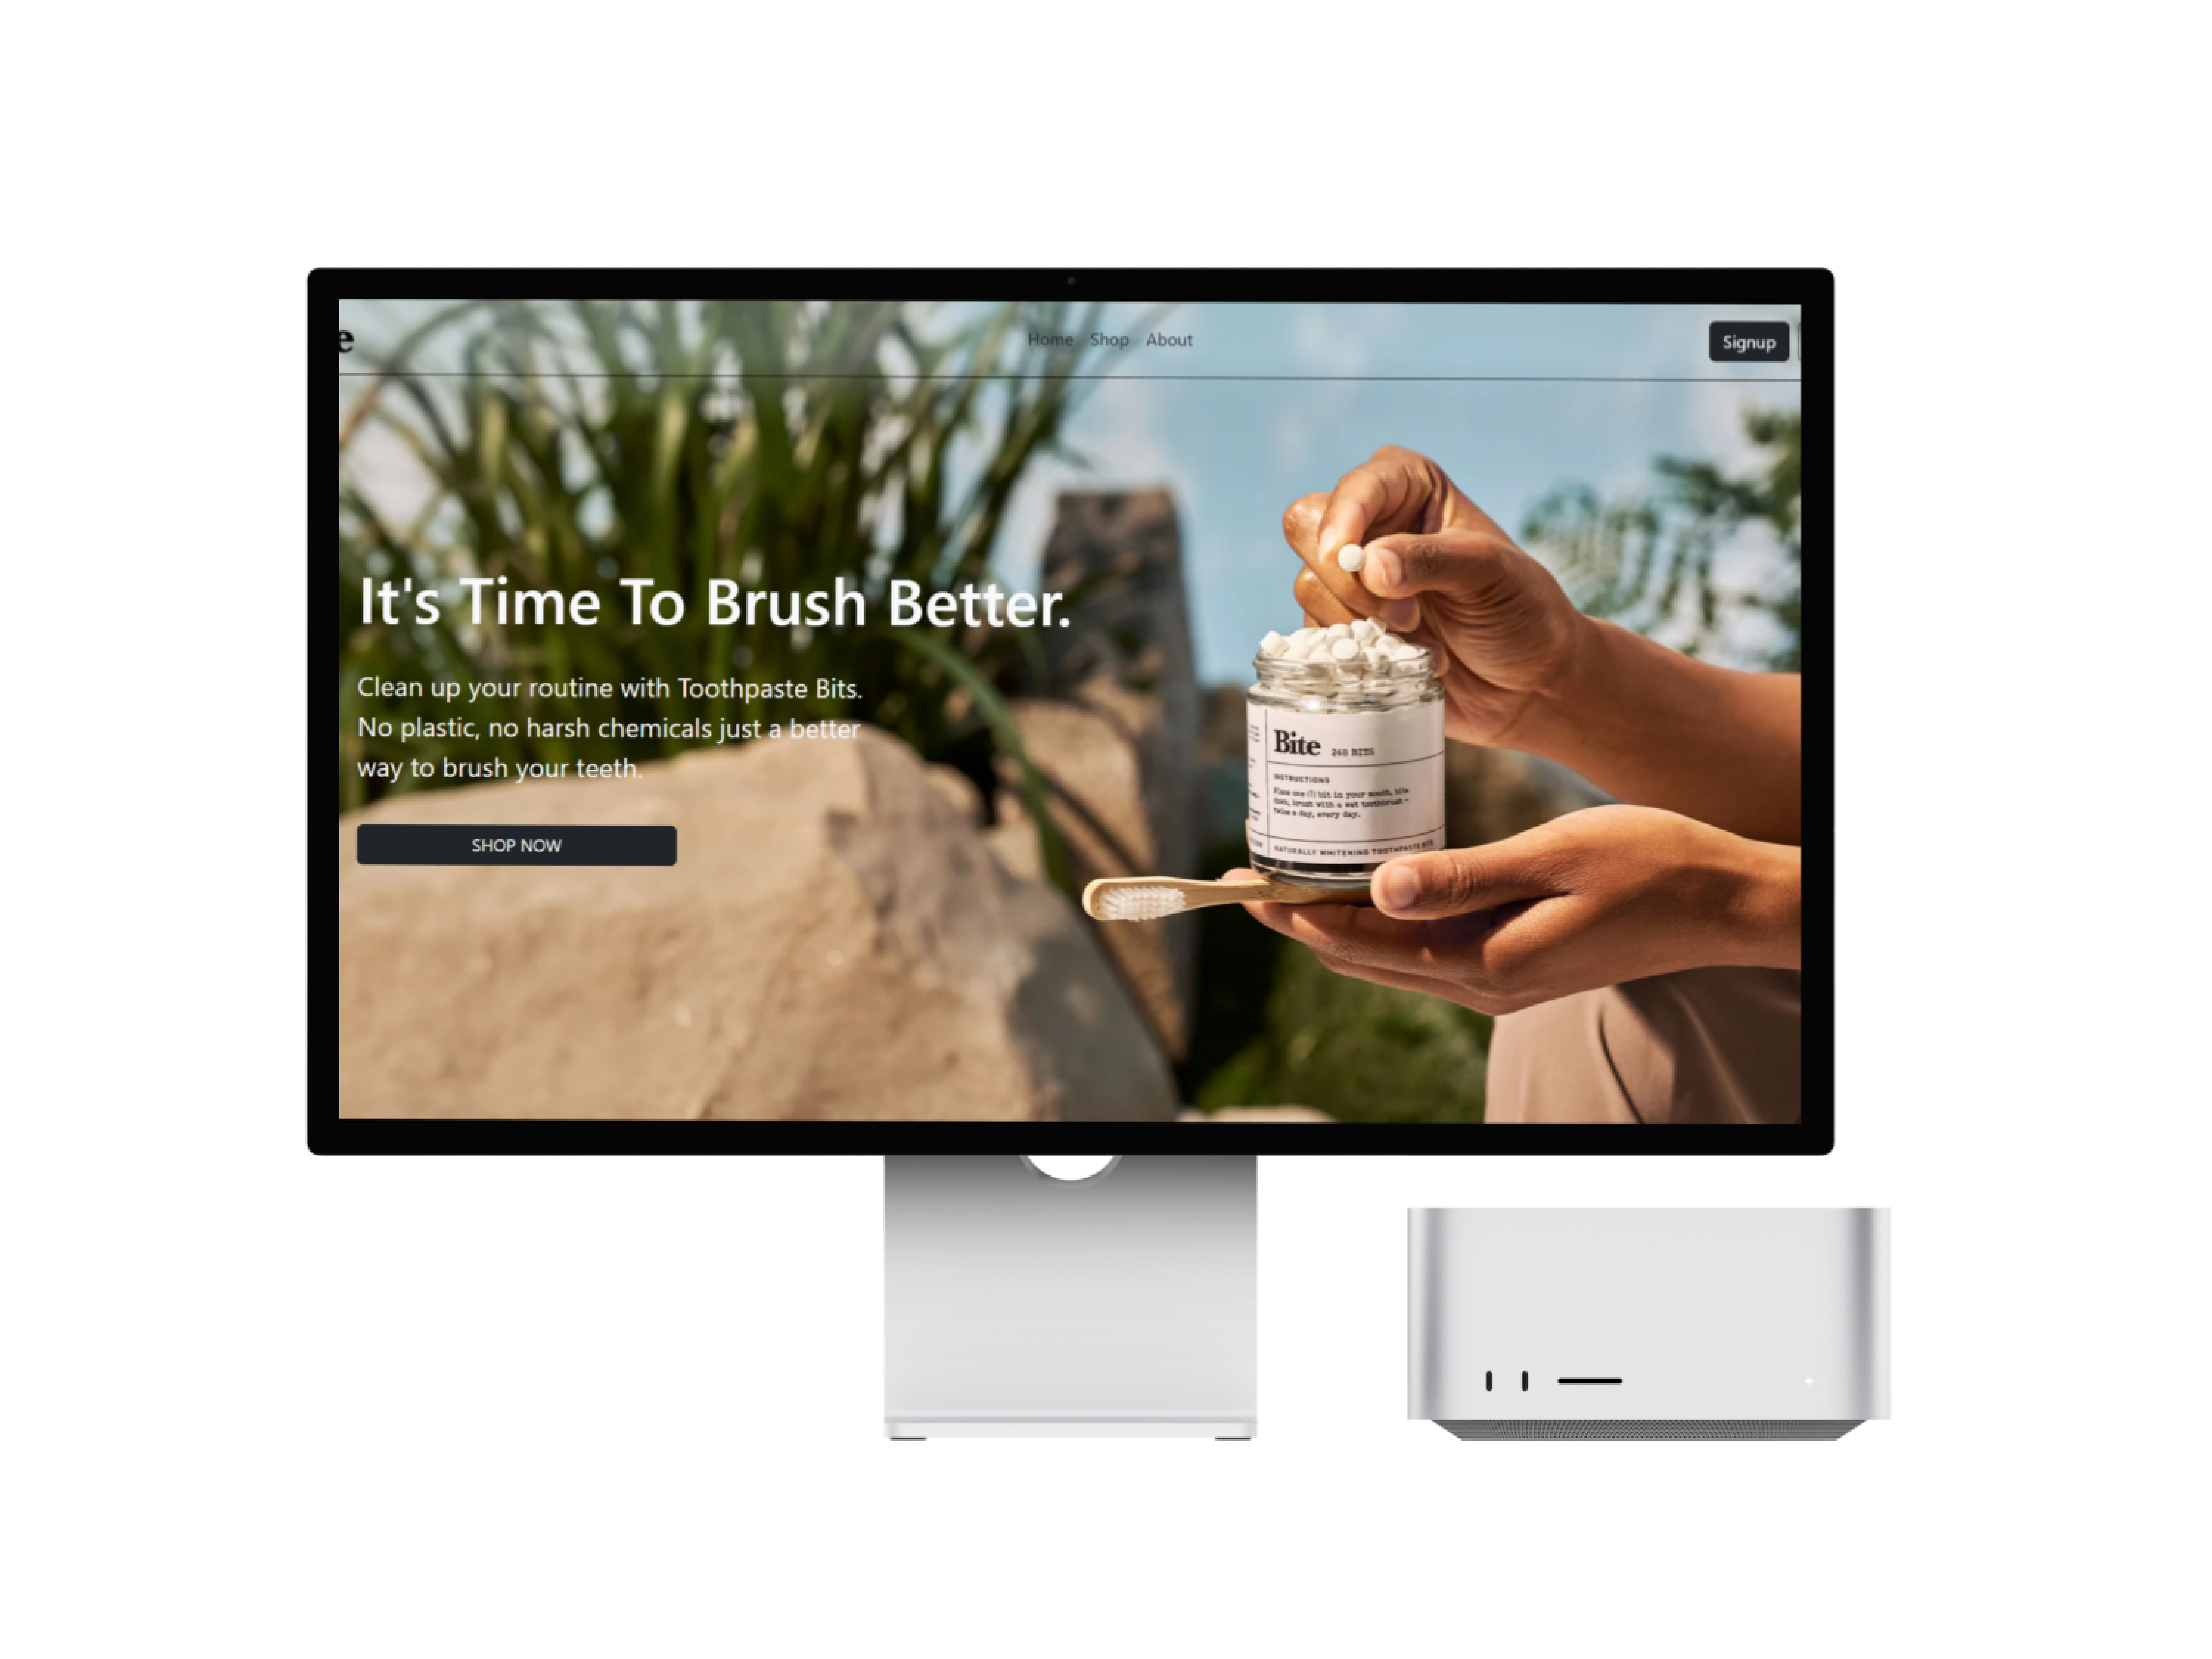 e
Home Shop About
Signup
It's Time To Brush Better.
Clean up your routine with Toothpaste Bits.
No plastic, no harsh chemicals just a better
way to brush your teeth.
SHOP NOW
Bite 248 BITS
INSTRUCTIONS
Place one (1) bit in your mouth, bite
down, brush with a wet toothbrush -
twice a day, every day.
NATURALLY WHITENING TOOTHPASTE BITS